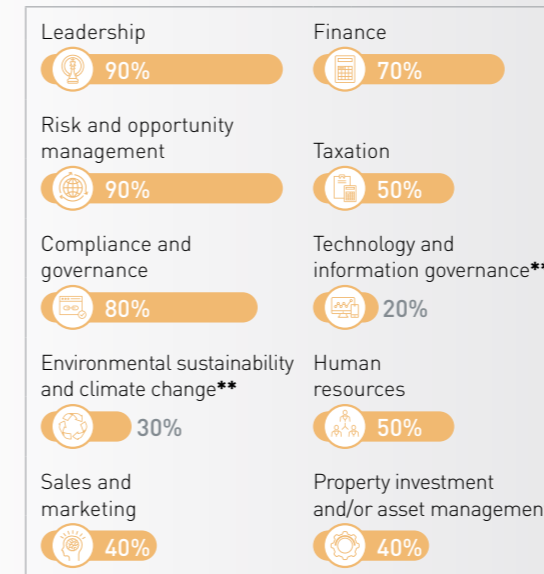 Leadership
90%
Finance
70%
Risk and opportunity
management
90%
Taxation
50%
Compliance and
governance
80%
Technology and
information governance**
20%
Environmental sustainability
and climate change**
30%
Human
resources
50%
Sales and
marketing
40%
Property investment
and/or asset managemen
40%